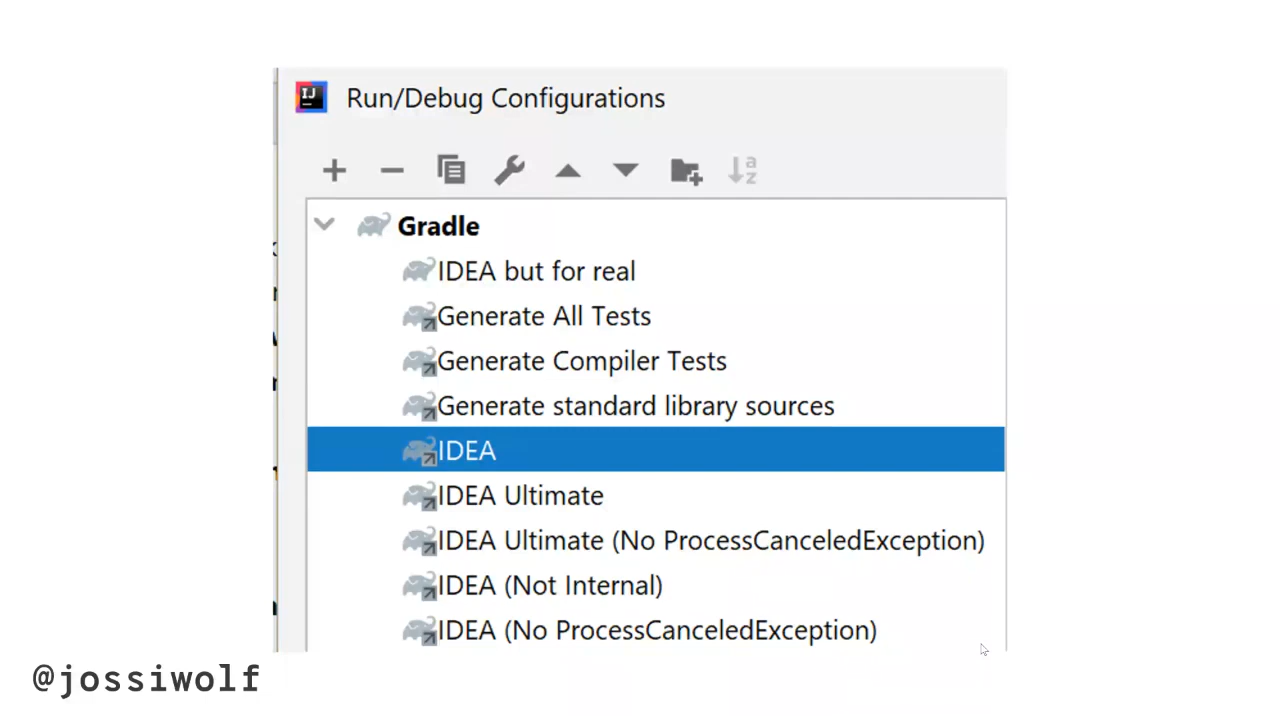 IJ
Run/Debug Configurations
Gradle
IDEA but for real
Generate All Tests
Generate Compiler Tests
Generate standard library sources
IDEA
IDEA Ultimate
IDEA Ultimate (No ProcessCanceledException)
IDEA (Not Internal)
IDEA (No ProcessCanceledException)
@jossiwolf